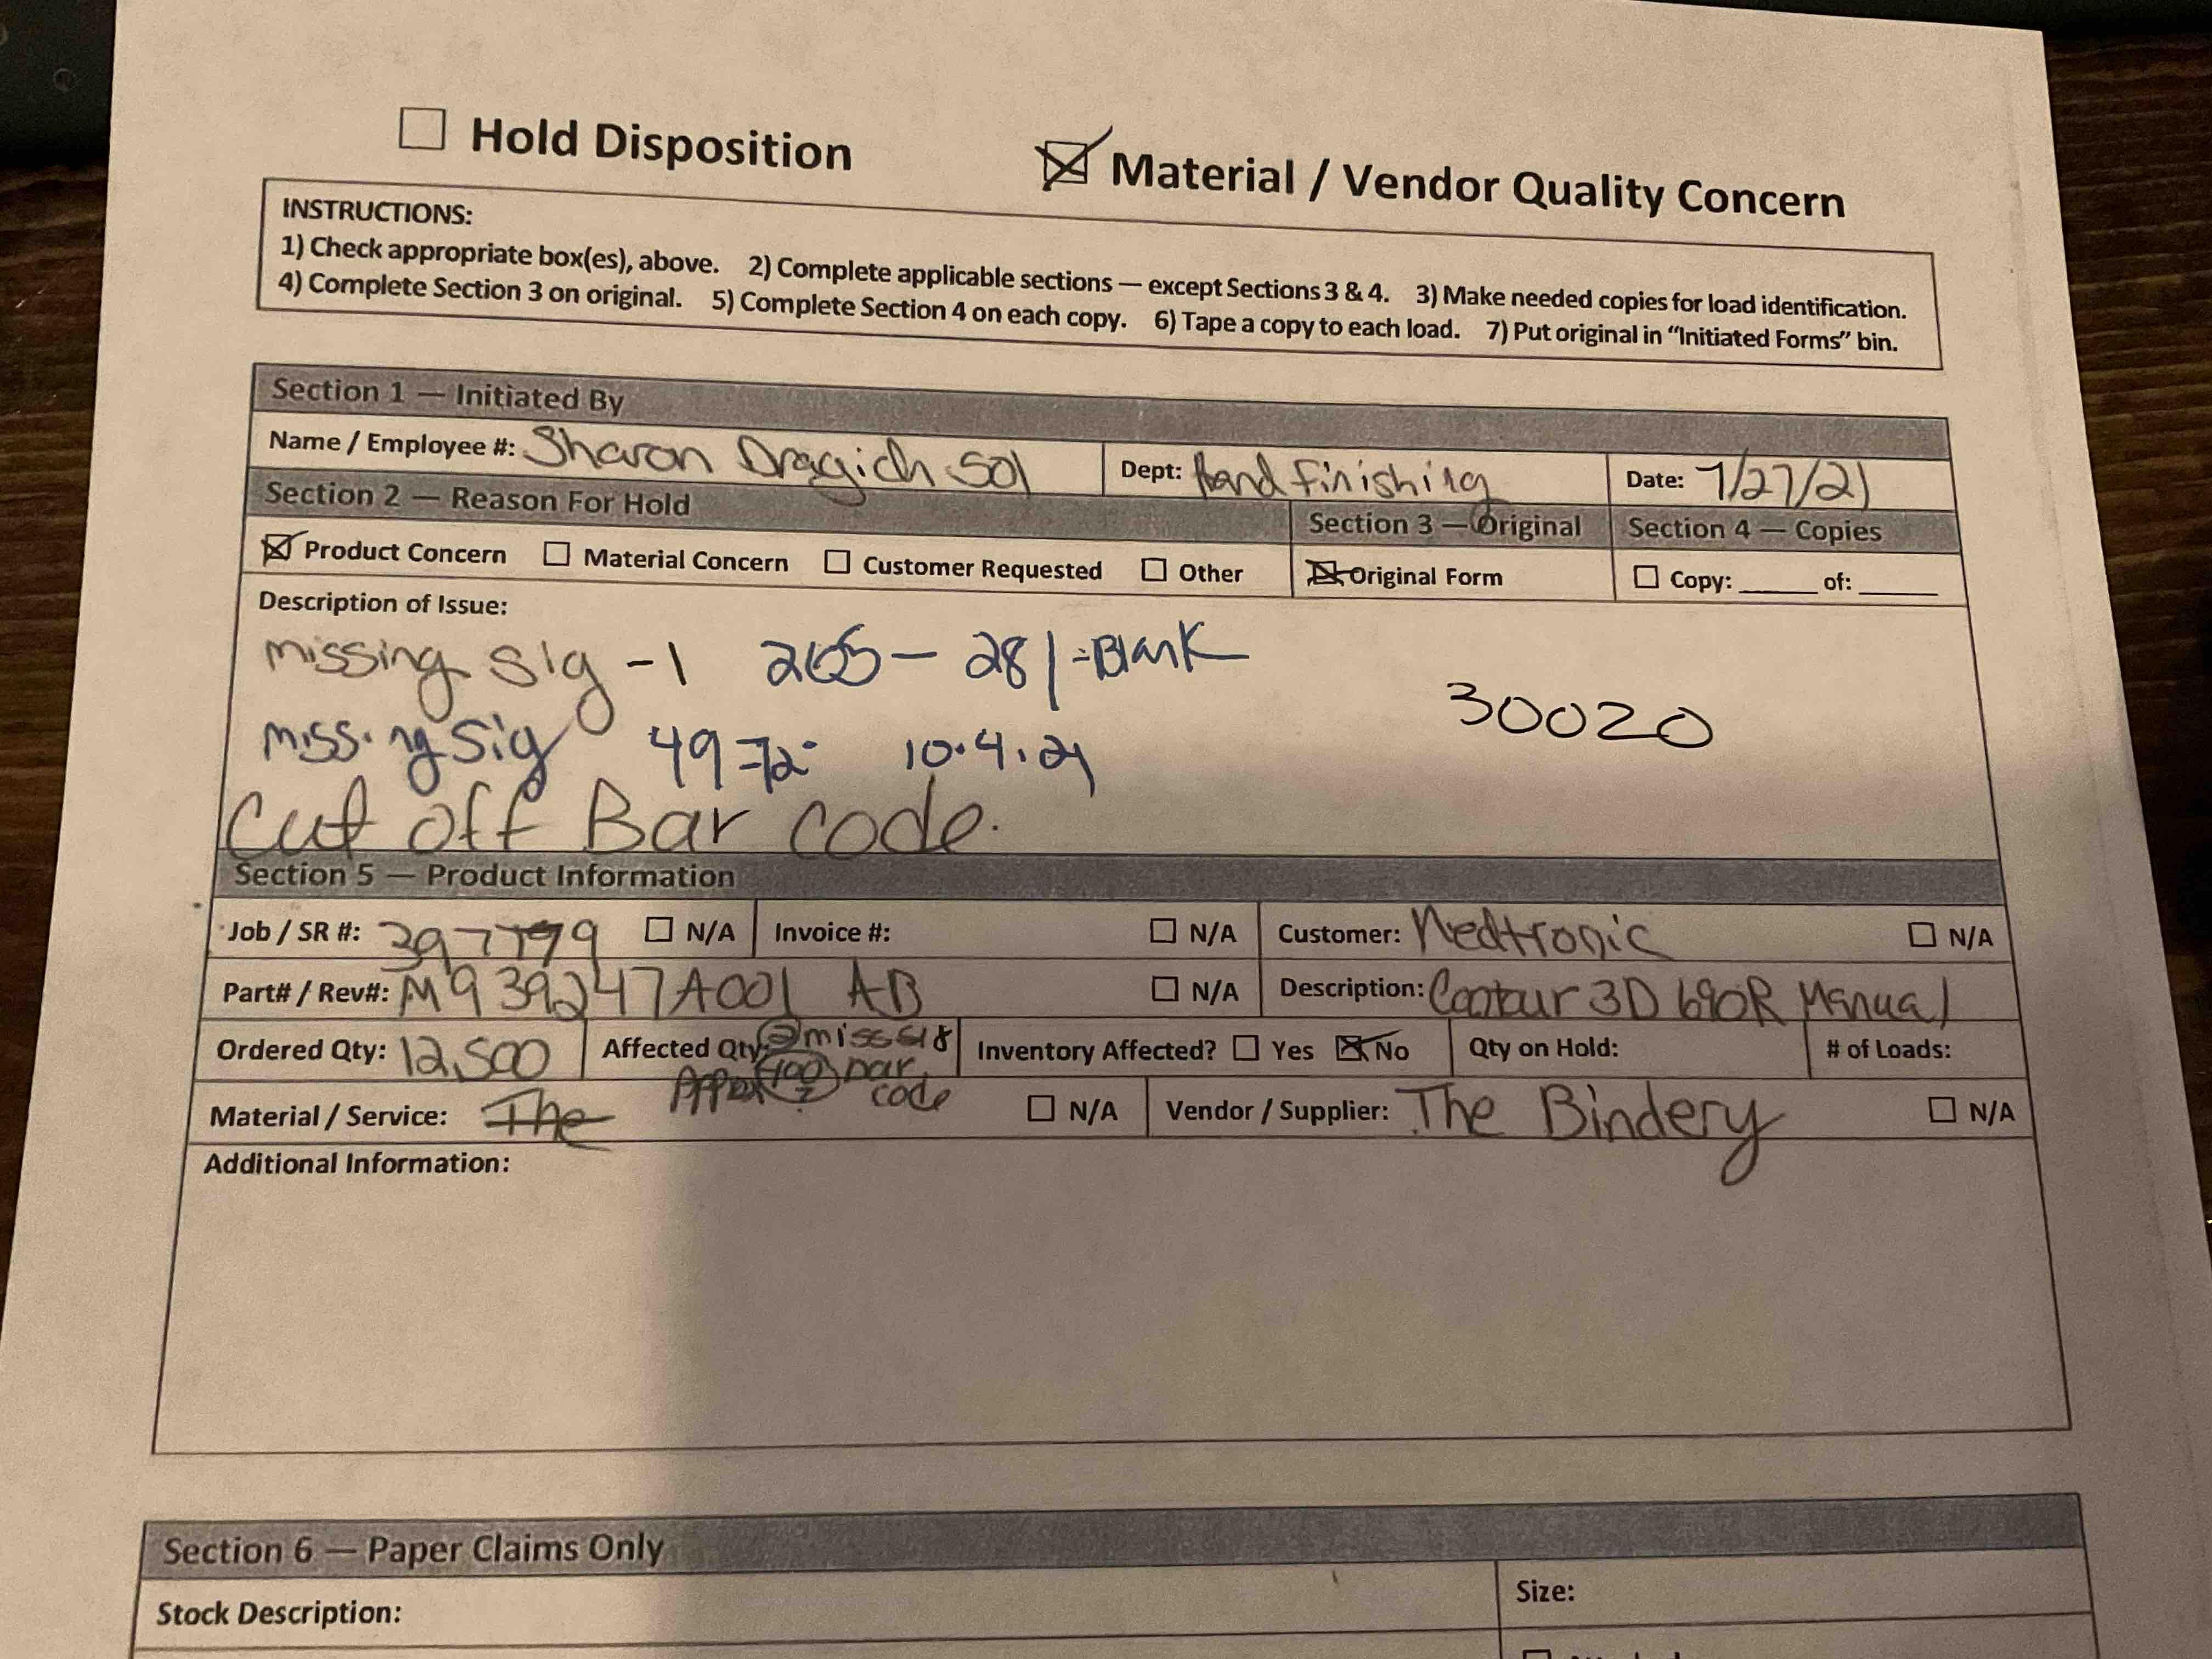 Hold Disposition
Material / Vendor Quality Concern
INSTRUCTIONS:
1) Check appropriate box(es), above. 2) Complete applicable sections — except Sections 3 & 4. 3) Make needed copies for load identification.
4) Complete Section 3 on original. 5) Complete Section 4 on each copy. 6) Tape a copy to each load. 7) Put original in “Initiated Forms” bin.
Section 1 — Initiated By
Name / Employee #: Sharon Dragich 501 Dept: Hand Finishing Date: 7/27/21
Section 2 — Reason For Hold Section 3 — Original Section 4 — Copies
Product Concern Material Concern Customer Requested Other Original Form Copy: ______ of: ______
Description of Issue:
missing sig -1 265 - 281 - Blank
30020
missing sig 49-72 10.4.21
Cut off Bar code.
Section 5 — Product Information
Job / SR #: 397799 N/A Invoice #: N/A Customer: Medtronic N/A
Part# / Rev#: M939247A001 AB N/A Description: Contour 3D 690R Manual
Ordered Qty: 12,500 Affected Qty: miss Inventory Affected? Yes No Qty on Hold: # of Loads:
100 bar
code
Material / Service: The N/A Vendor / Supplier: The Bindery N/A
Additional Information:
Section 6 — Paper Claims Only
Stock Description: Size: